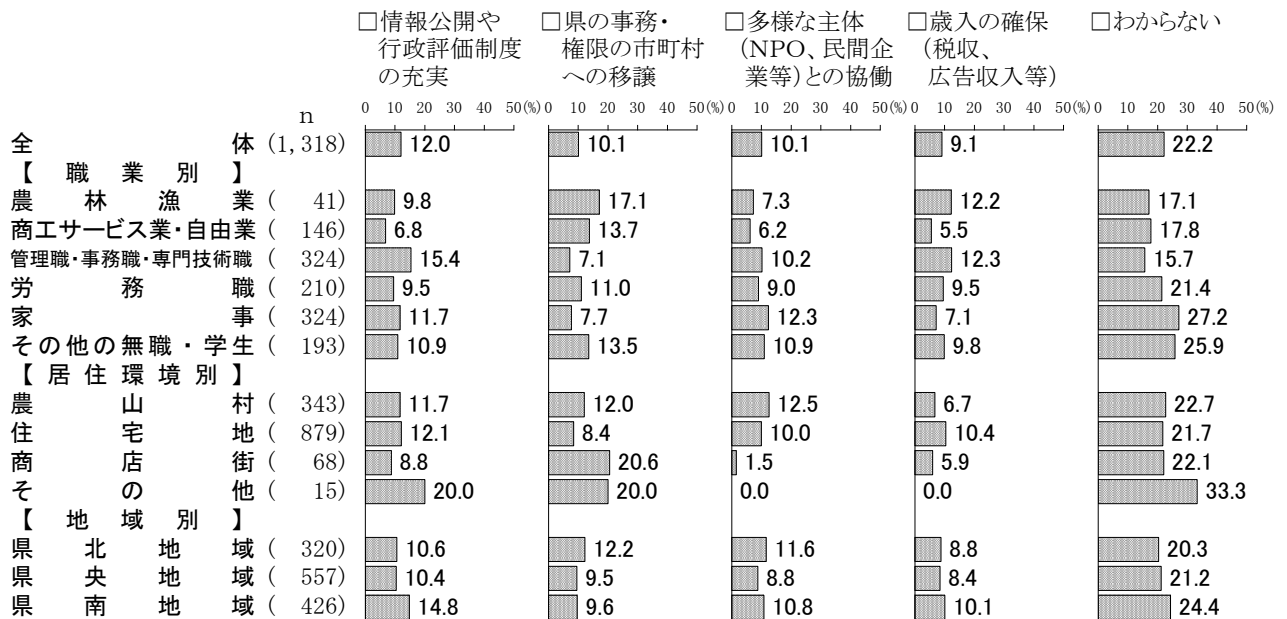 □情報公開や □県の事務・ □多様な主体 □歳入の確保 □わからない
行政評価制度 権限の市町村 (NPO、民間企 (税収、
の充実 への移譲 業等)との協働 広告収入等)
n 0 10 20 30 40 50(%) 0 10 20 30 40 50(%) 0 10 20 30 40 50(%) 0 10 20 30 40 50(%) 0 10 20 30 40 50(%)
全体 (1,318) 12.0 10.1 10.1 9.1 22.2
【職業別】
農林漁業 ( 41) 9.8 17.1 7.3 12.2 17.1
商工サービス業・自由業 ( 146) 6.8 13.7 6.2 5.5 17.8
管理職・事務職・専門技術職 ( 324) 15.4 7.1 10.2 12.3 15.7
労務職 ( 210) 9.5 11.0 9.0 9.5 21.4
家事 ( 324) 11.7 7.7 12.3 7.1 27.2
その他の無職・学生 ( 193) 10.9 13.5 10.9 9.8 25.9
【居住環境別】
農山村 ( 343) 11.7 12.0 12.5 6.7 22.7
住宅地 ( 879) 12.1 8.4 10.0 10.4 21.7
商店街 ( 68) 8.8 20.6 1.5 5.9 22.1
その他 ( 15) 20.0 20.0 0.0 0.0 33.3
【地域別】
県北地域 ( 320) 10.6 12.2 11.6 8.8 20.3
県央地域 ( 557) 10.4 9.5 8.8 8.4 21.2
県南地域 ( 426) 14.8 9.6 10.8 10.1 24.4